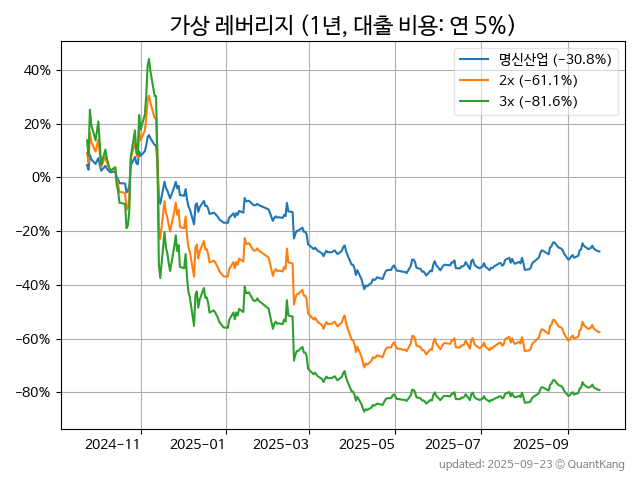 가상 레버리지 (1년, 대출 비용: 연 5%)
명신산업 (−30.8%)
2x (−61.1%)
3x (−81.6%)
40%
20%
0%
−20%
−40%
−60%
−80%
2024-11
2025-01
2025-03
2025-05
2025-07
2025-09
updated: 2025-09-23 © QuantKang